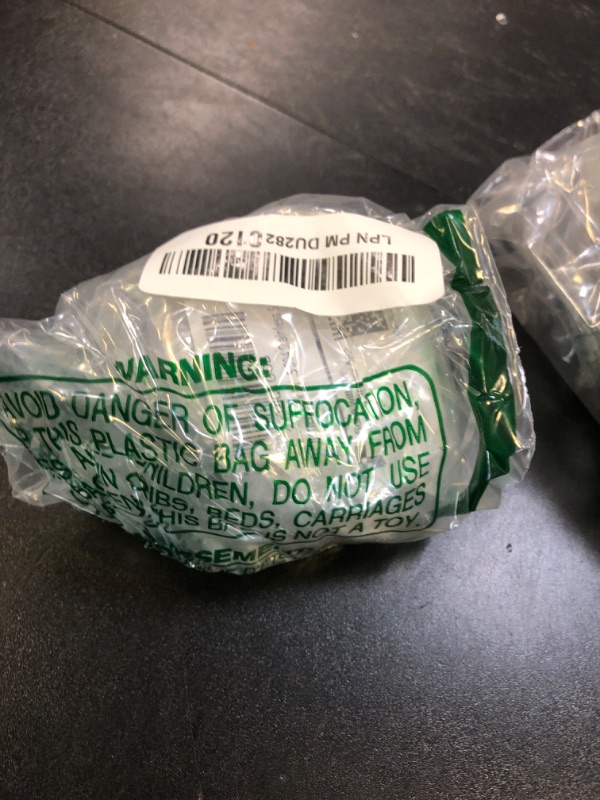 LPN PM DU282C120
WARNING:
AVOID DANGER OF SUFFOCATION,
THIS PLASTIC BAG AWAY FROM
CHILDREN, DO NOT USE
IN CRIBS, BEDS, CARRIAGES
THIS IS NOT A TOY.